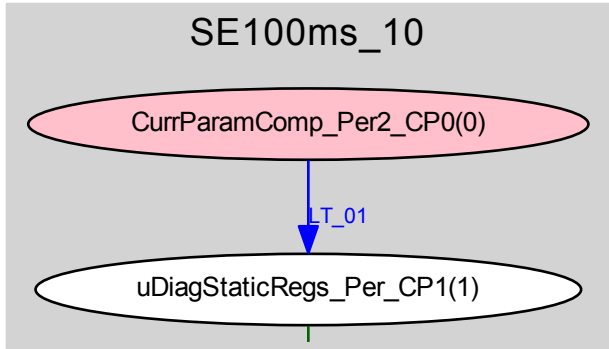 SE100ms_10
CurrParamComp_Per2_CP0(0)
LT_01
uDiagStaticRegs_Per_CP1(1)